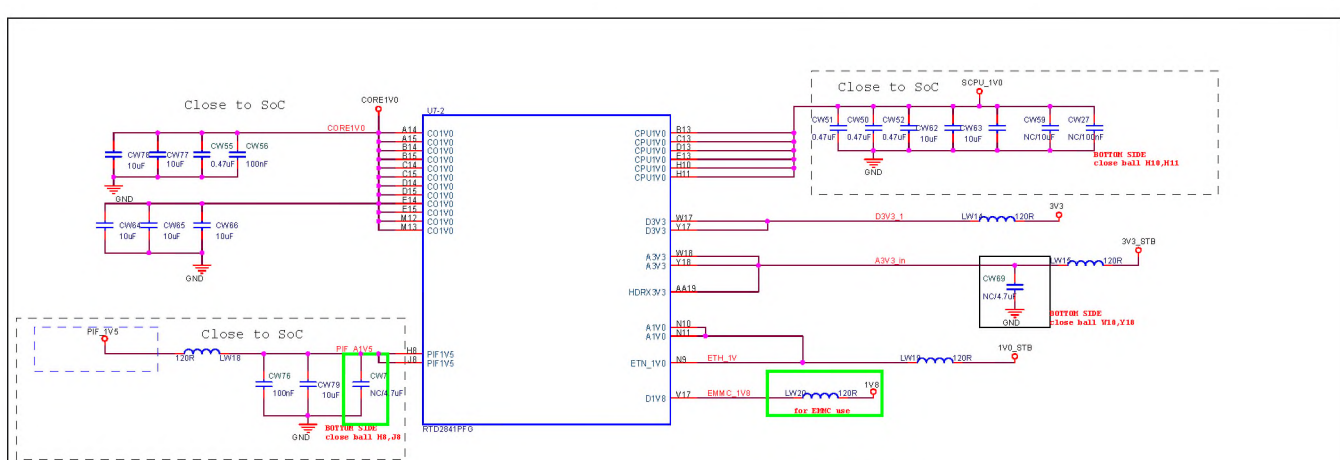 Close to SoC
CORE1V0
CORE1V0
CW78
10uF
CW77
10uF
CW55
0.47uF
CW56
100nF
GND
CW64
10uF
CW65
10uF
CW66
10uF
GND
U7-2
A14 CO1V0
A15 CO1V0
B14 CO1V0
B15 CO1V0
C14 CO1V0
C15 CO1V0
D14 CO1V0
D15 CO1V0
E14 CO1V0
E15 CO1V0
M12 CO1V0
M13 CO1V0
PIF_1V5
Close to SoC
120R LW18
PIF_A1V5
H8 PIF1V5
J8 PIF1V5
CW76
100nF
CW79
10uF
CW7
NC/4.7uF
GND
BOTTOM SIDE
close ball H8,J8
RTD2841PFG
CPU1V0 B13
CPU1V0 C13
CPU1V0 D13
CPU1V0 E13
CPU1V0 H10
CPU1V0 H11
Close to SoC
SCPU_1V0
CW51
0.47uF
CW50
0.47uF
CW52
0.47uF
CW62
10uF
CW63
10uF
CW59
NC/10uF
CW27
NC/100nF
GND
BOTTOM SIDE
close ball H10,H11
D3V3 W17
D3V3 Y17
D3V3_1
LW14 120R
3V3
A3V3 W18
A3V3 Y18
HDRX3V3 AA19
A3V3_in
120R
3V3_STB
CW69
NC/4.7uF
GND
BOTTOM SIDE
close ball W18,Y18
A1V0 N10
A1V0 N11
ETN_1V0 N9
ETH_1V
LW19 120R
1V0_STB
D1V8 V17
EMMC_1V8
LW20 120R
1V8
for EMMC use